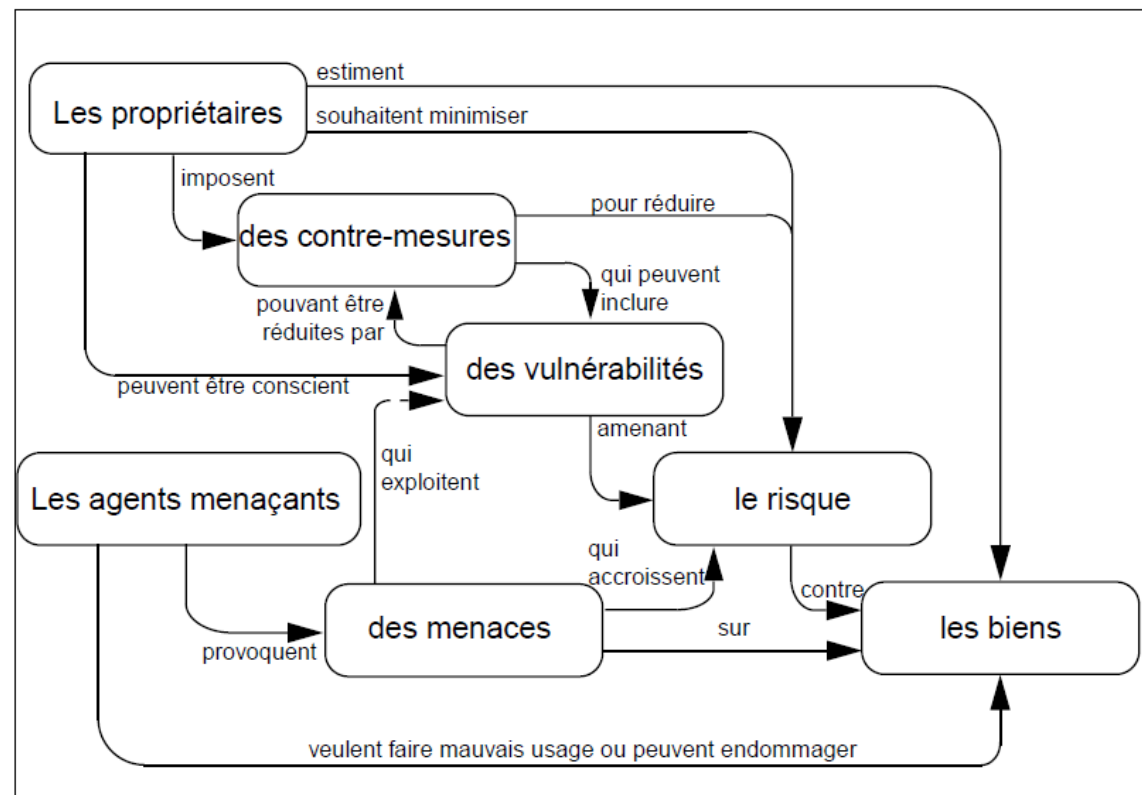 estiment
Les propriétaires
souhaitent minimiser
imposent
pour réduire
des contre-mesures
qui peuvent
inclure
pouvant être
réduites par
des vulnérabilités
peuvent être conscient
amenant
qui
exploitent
Les agents menaçants
le risque
qui
accroissent
contre
des menaces
sur
les biens
provoquent
veulent faire mauvais usage ou peuvent endommager